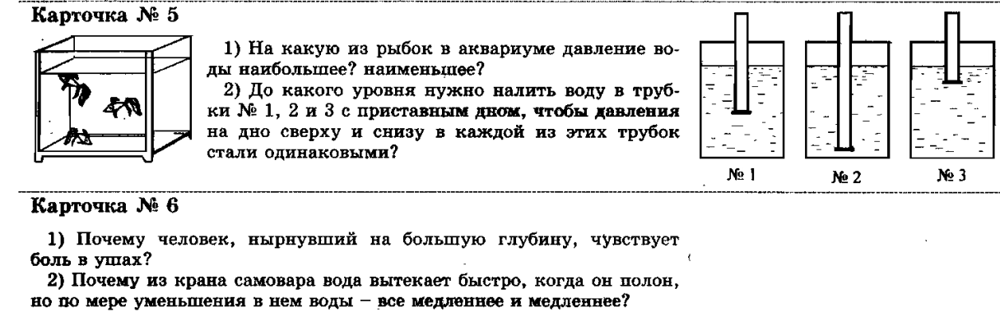 Карточка № 5
1) На какую из рыбок в аквариуме давление во-
ды наибольшее? наименьшее?
2) До какого уровня нужно налить воду в труб-
ки № 1, 2 и 3 с приставным дном, чтобы давления
на дно сверху и снизу в каждой из этих трубок
стали одинаковыми?
№ 1
№ 2
№ 3
Карточка № 6
1) Почему человек, нырнувший на большую глубину, чувствует
боль в ушах?
2) Почему из крана самовара вода вытекает быстро, когда он полон,
но по мере уменьшения в нем воды – все медленнее и медленнее?